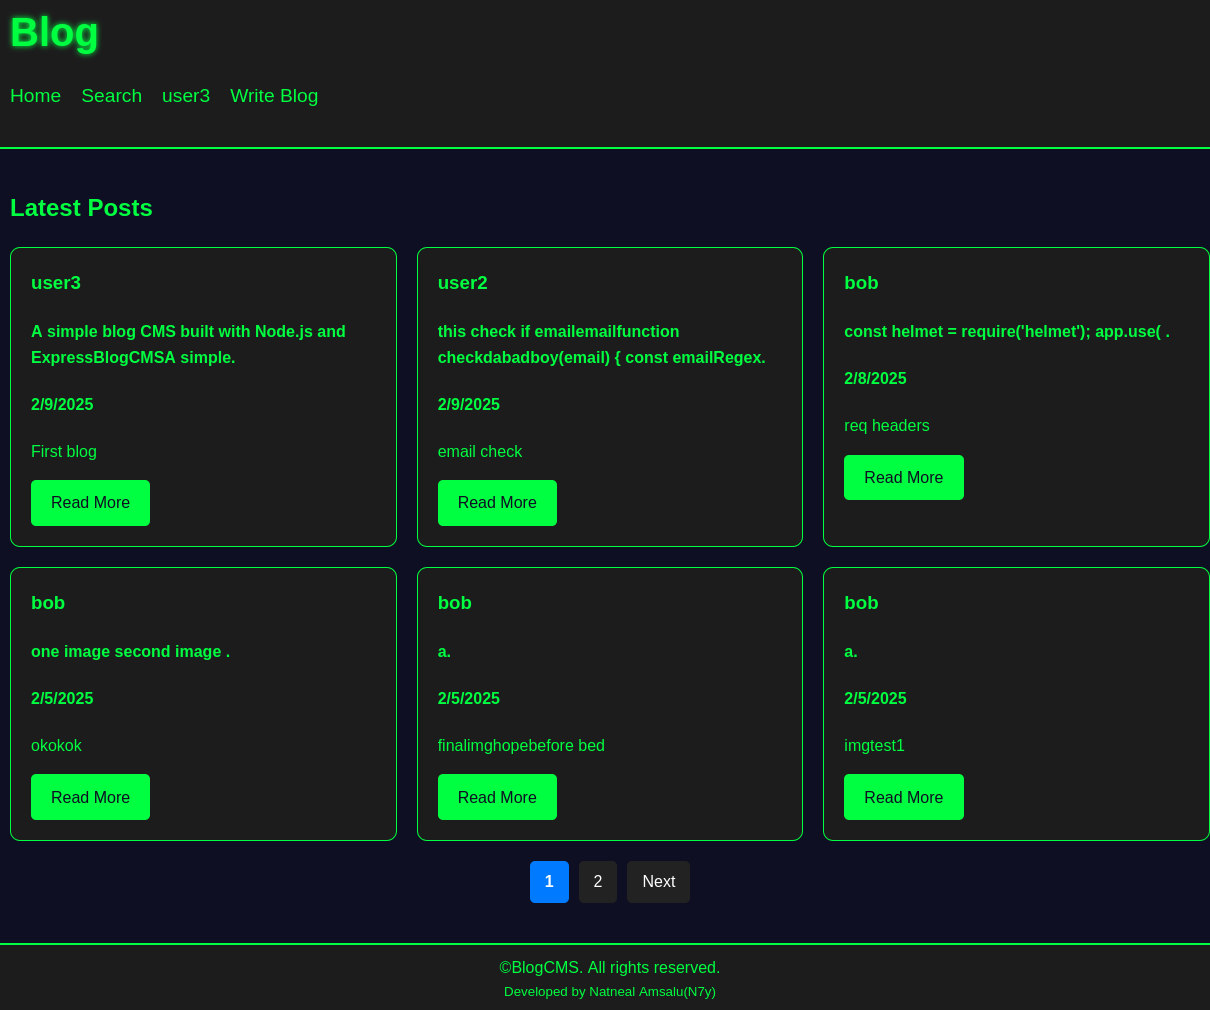 Blog
Home Search user3 Write Blog
Latest Posts
user3
A simple blog CMS built with Node.js and
ExpressBlogCMSA simple.
2/9/2025
First blog
Read More
user2
this check if emailemailfunction
checkdabadboy(email) { const emailRegex.
2/9/2025
email check
Read More
bob
const helmet = require('helmet'); app.use( .
2/8/2025
req headers
Read More
bob
one image second image .
2/5/2025
okokok
Read More
bob
a.
2/5/2025
finalimghopebefore bed
Read More
bob
a.
2/5/2025
imgtest1
Read More
1 2 Next
©BlogCMS. All rights reserved.
Developed by Natneal Amsalu(N7y)